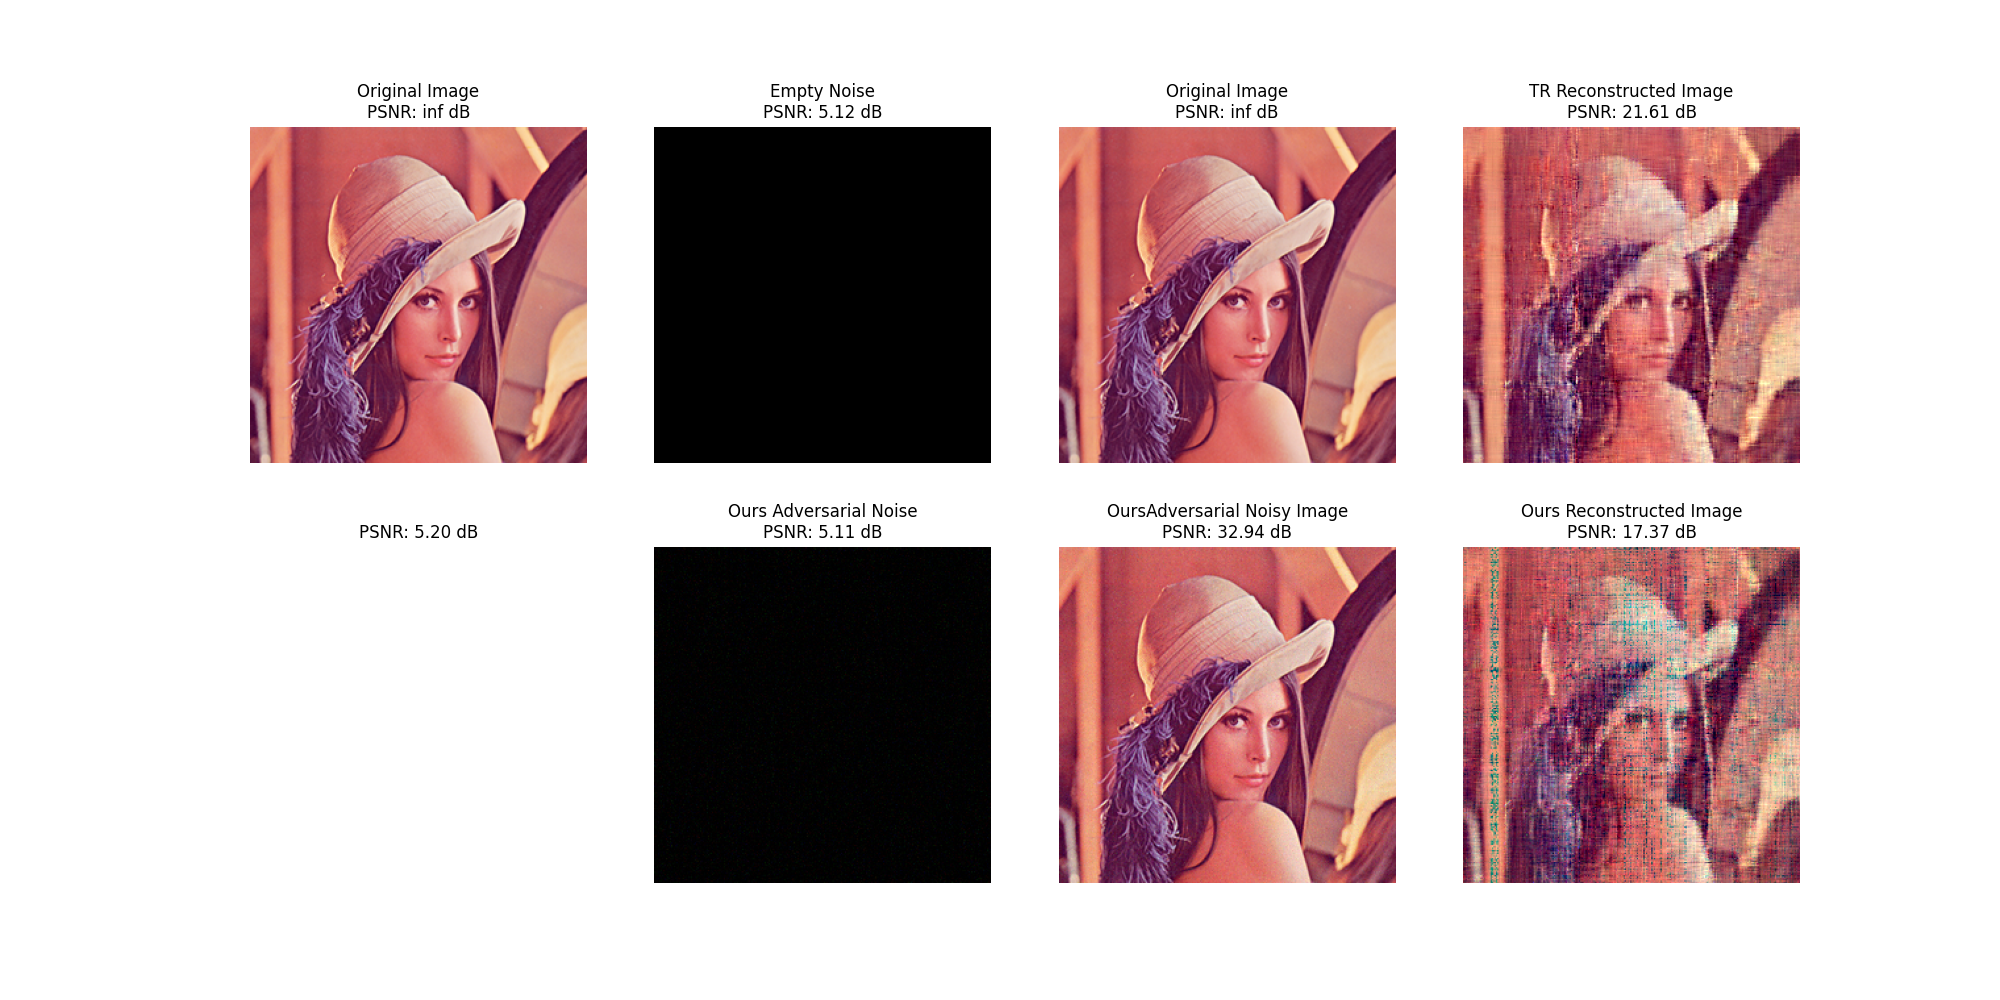 Original Image
PSNR: inf dB
Empty Noise
PSNR: 5.12 dB
Original Image
PSNR: inf dB
TR Reconstructed Image
PSNR: 21.61 dB
PSNR: 5.20 dB
Ours Adversarial Noise
PSNR: 5.11 dB
OursAdversarial Noisy Image
PSNR: 32.94 dB
Ours Reconstructed Image
PSNR: 17.37 dB